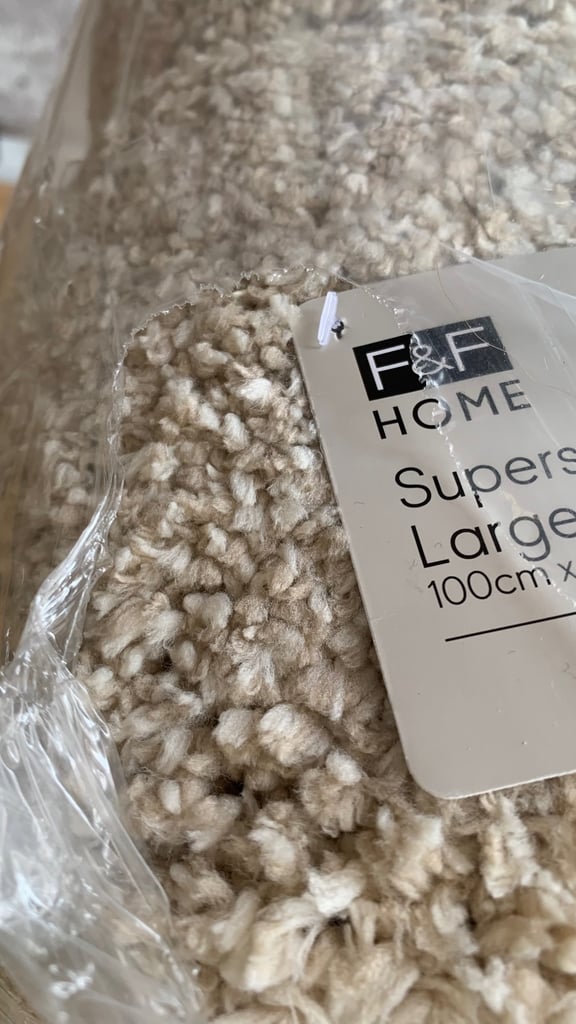 F&F
HOME
Supers
Large
100cm x